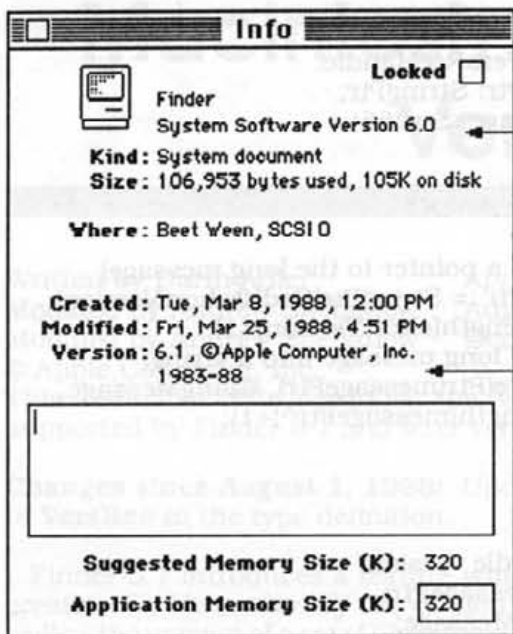 Info
Locked
Finder
System Software Version 6.0
Kind: System document
Size: 106,953 bytes used, 105K on disk
Where: Beet Ween, SCSI 0
Created: Tue, Mar 8, 1988, 12:00 PM
Modified: Fri, Mar 25, 1988, 4:51 PM
Version: 6.1, ©Apple Computer, Inc.
1983-88
Suggested Memory Size (K): 320
Application Memory Size (K): 320